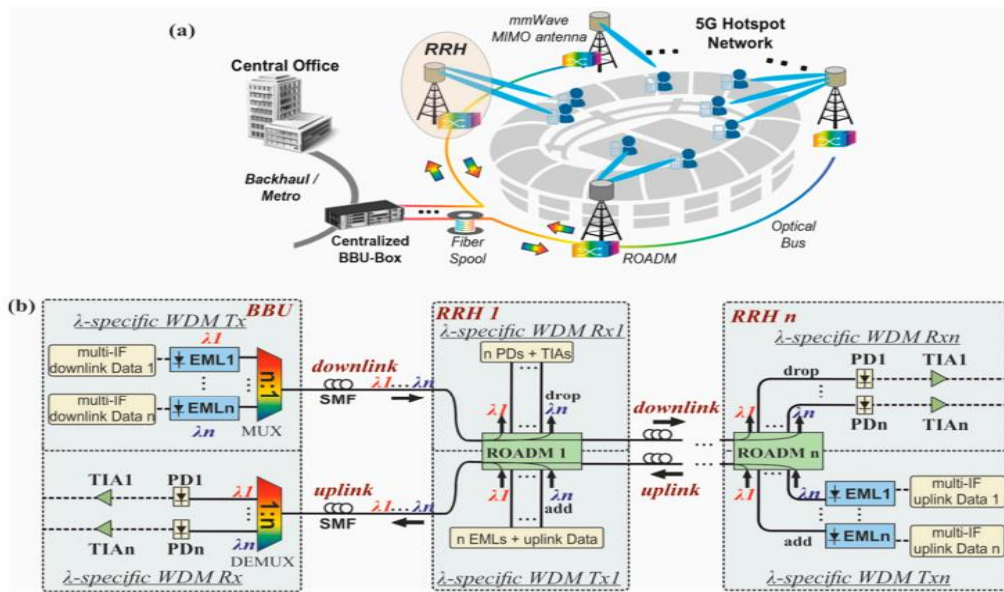 (a)
mmWave
MIMO antenna
5G Hotspot
Network
RRH
Central Office
Backhaul /
Metro
Centralized
BBU-Box
Fiber
Spool
ROADM
Optical
Bus
(b)
BBU
λ-specific WDM Tx
λ1
multi-IF
downlink Data 1
EML1
multi-IF
downlink Data n
EMLn
λn
n:1
MUX
downlink
SMF
λ1...λn
TIA1
PD1
λ1
TIAn
PDn
λn
1:n
DEMUX
λ-specific WDM Rx
uplink
SMF
λ1...λn
RRH 1
λ-specific WDM Rx1
n PDs + TIAs
drop
λ1
λn
ROADM 1
λ1
λn
add
n EMLs + uplink Data
λ-specific WDM Tx1
downlink
uplink
RRH n
λ-specific WDM Rxn
PD1
TIA1
drop
PDn
TIAn
λ1
λn
ROADM n
λ1
λn
EML1
multi-IF
uplink Data 1
add
EMLn
multi-IF
uplink Data n
λ-specific WDM Txn